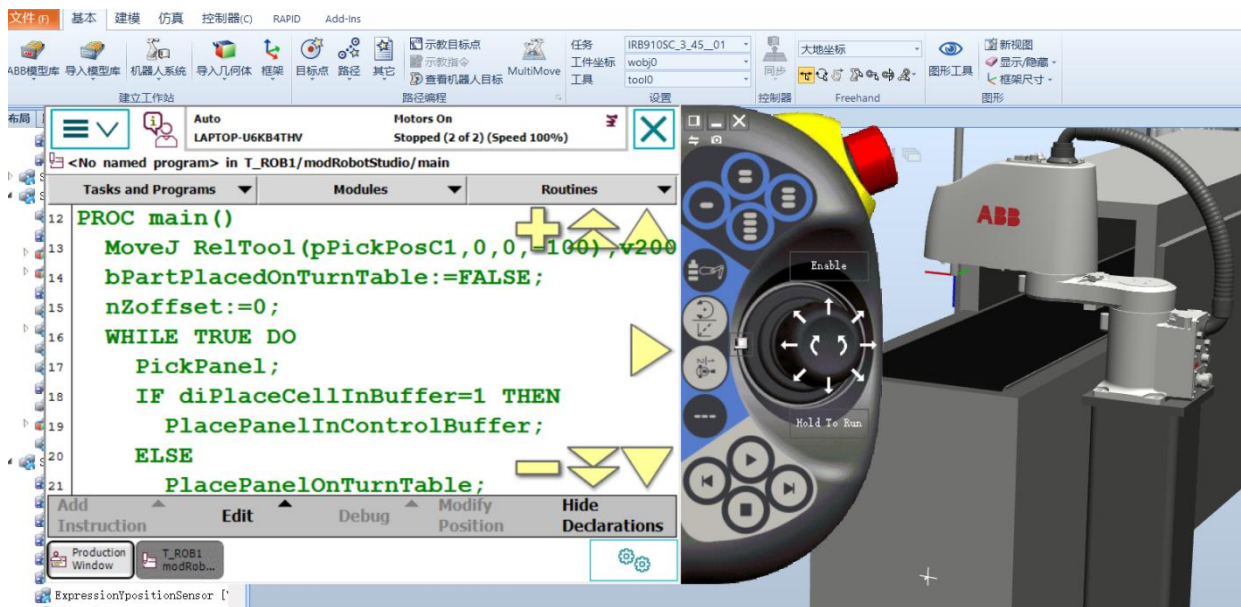 文件(F) 基本 建模 仿真 控制器(C) RAPID Add-Ins
ABB模型库 导入模型库 机器人系统 导入几何体 框架
建立工作站
目标点 路径 其它
示教目标点
示教指令
查看机器人目标
MultiMove
路径编程
任务 IRB910SC_3_45__01
工件坐标 wobj0
工具 tool0
设置
同步
控制器
大地坐标
Freehand
图形工具
新视图
显示/隐藏
框架尺寸
图形
布局
Auto
LAPTOP-U6KB4THV
Motors On
Stopped (2 of 2) (Speed 100%)
<No named program> in T_ROB1/modRobotStudio/main
Tasks and Programs Modules Routines
12 PROC main()
13 MoveJ RelTool(pPickPosC1,0,0,-100),v200
14 bPartPlacedOnTurnTable:=FALSE;
15 nZoffset:=0;
16 WHILE TRUE DO
17 PickPanel;
18 IF diPlaceCellInBuffer=1 THEN
19 PlacePanelInControlBuffer;
20 ELSE
21 PlacePanelOnTurnTable;
Add Instruction
Edit
Debug
Modify Position
Hide Declarations
Production Window
T_ROB1 modRob...
ExpressionYpositionSensor [
Enable
Hold To Run
ABB